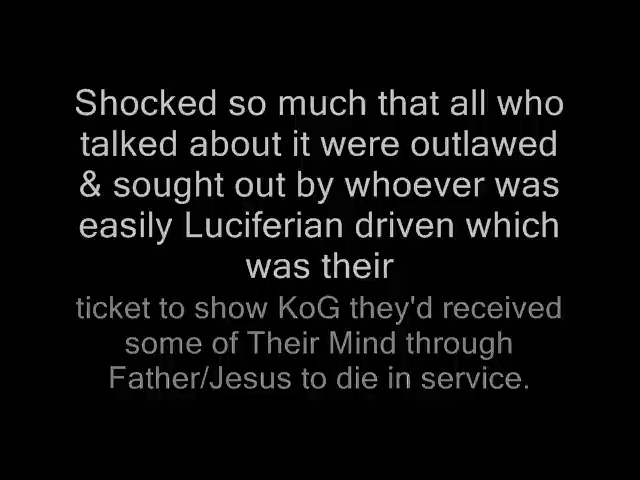 Shocked so much that all who
talked about it were outlawed
& sought out by whoever was
easily Luciferian driven which
was their
ticket to show KoG they'd received
some of Their Mind through
Father/Jesus to die in service.